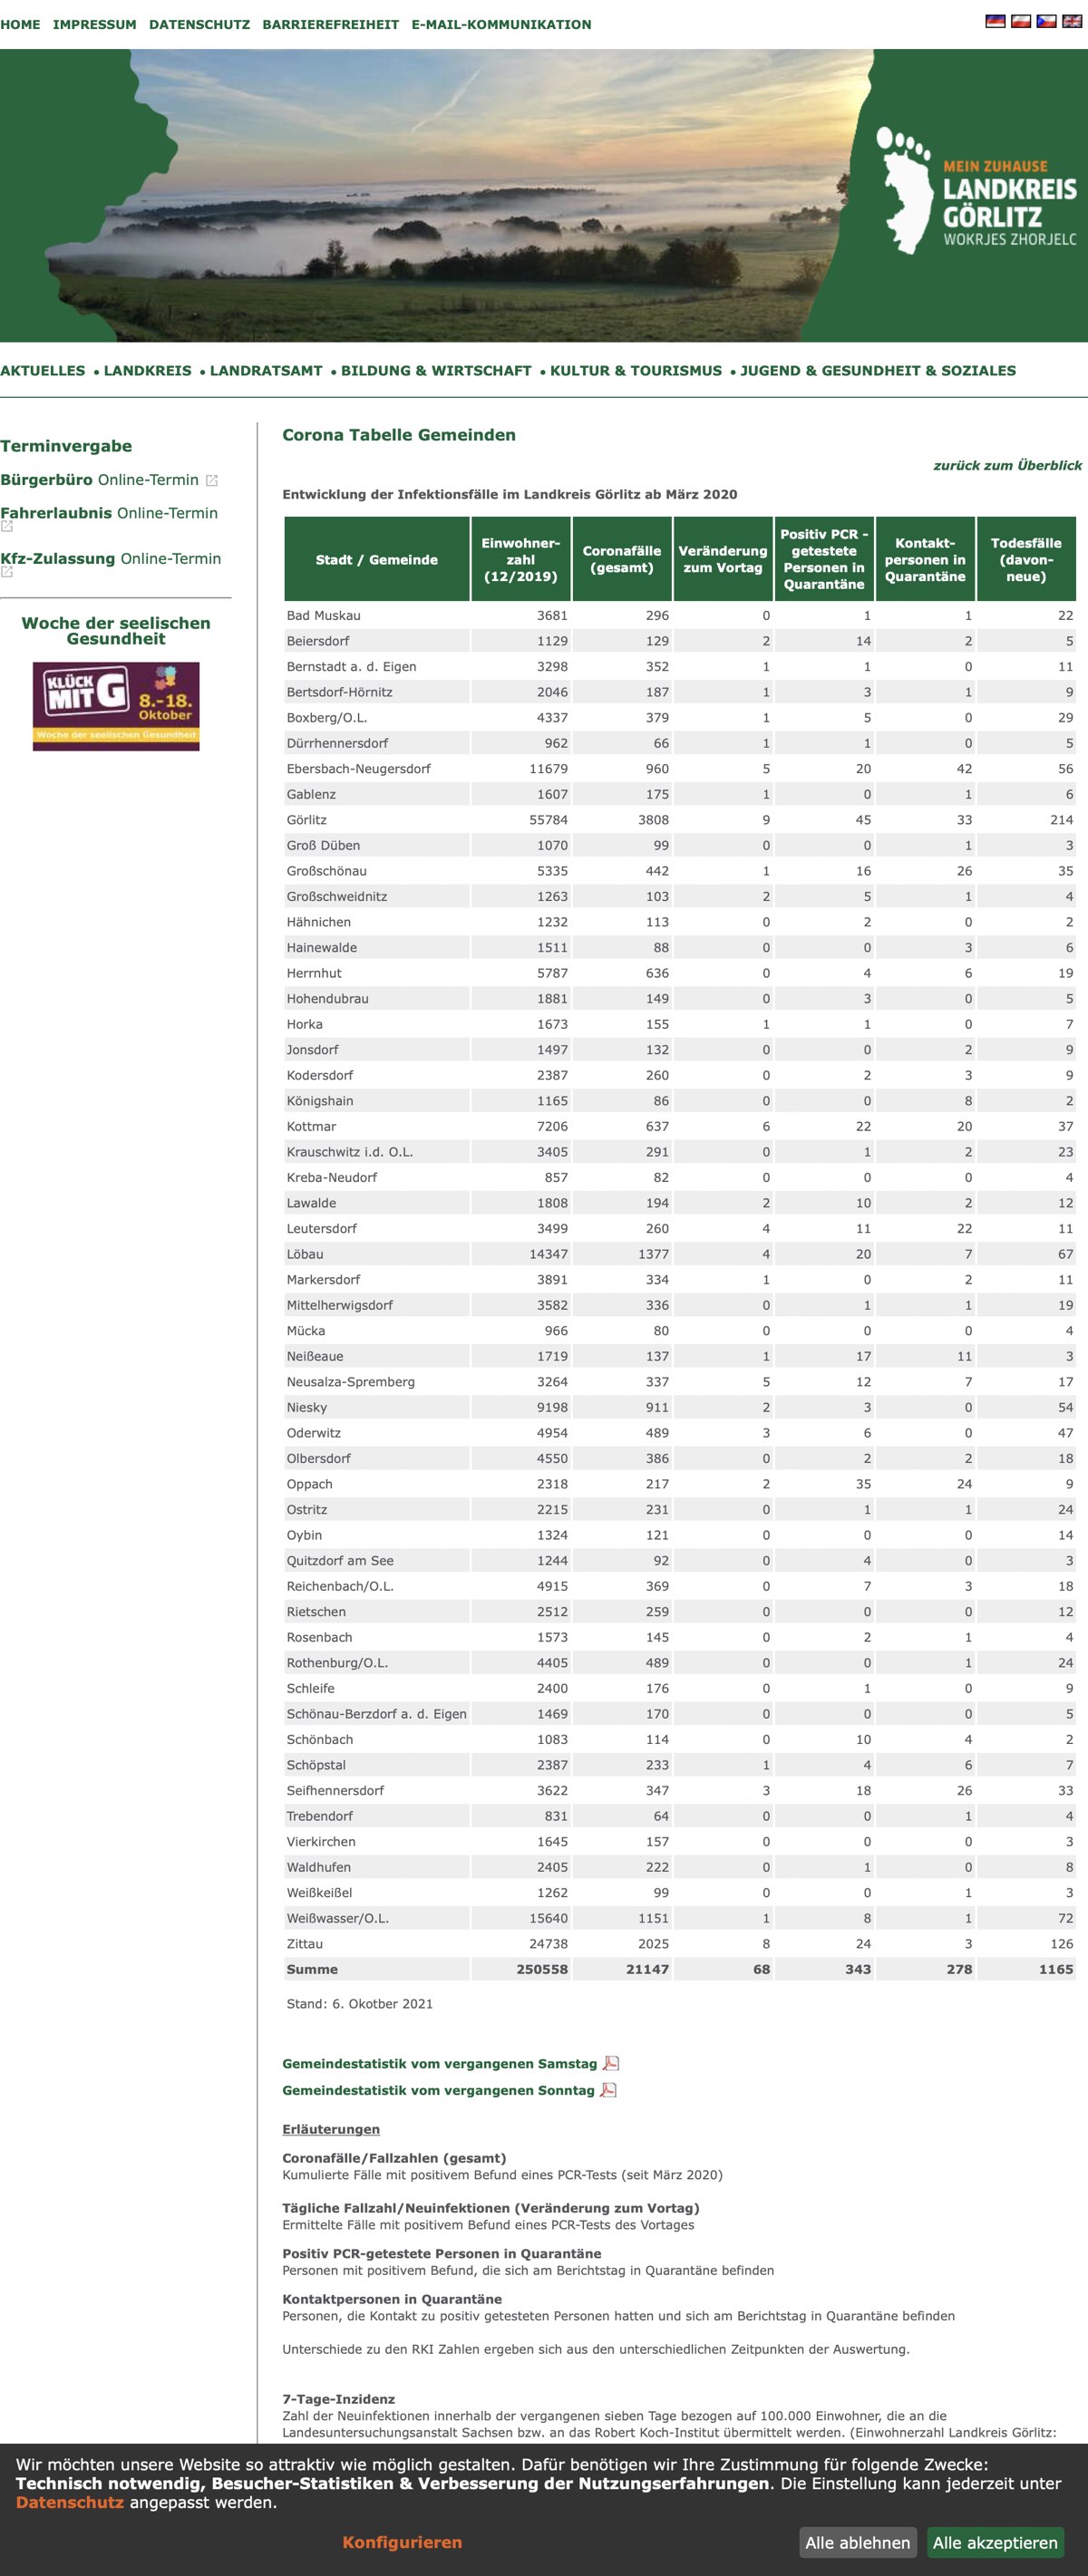 HOME IMPRESSUM DATENSCHUTZ BARRIEREFREIHEIT E-MAIL-KOMMUNIKATION
MEIN ZUHAUSE
LANDKREIS
GÖRLITZ
WOKRJES ZHORJELC
AKTUELLES • LANDKREIS • LANDRATSAMT • BILDUNG & WIRTSCHAFT • KULTUR & TOURISMUS • JUGEND & GESUNDHEIT & SOZIALES
Terminvergabe
Bürgerbüro Online-Termin
Fahrerlaubnis Online-Termin
Kfz-Zulassung Online-Termin
Woche der seelischen
Gesundheit
KLÜCK
MIT G
8.-18.
Oktober
Woche der seelischen Gesundheit
Corona Tabelle Gemeinden
zurück zum Überblick
Entwicklung der Infektionsfälle im Landkreis Görlitz ab März 2020
Stadt / Gemeinde Einwohner-zahl (12/2019) Coronafälle (gesamt) Veränderung zum Vortag Positiv PCR - getestete Personen in Quarantäne Kontakt-personen in Quarantäne Todesfälle (davon-neue)
Bad Muskau 3681 296 0 1 1 22
Beiersdorf 1129 129 2 14 2 5
Bernstadt a. d. Eigen 3298 352 1 1 0 11
Bertsdorf-Hörnitz 2046 187 1 3 1 9
Boxberg/O.L. 4337 379 1 5 0 29
Dürrhennersdorf 962 66 1 1 0 5
Ebersbach-Neugersdorf 11679 960 5 20 42 56
Gablenz 1607 175 1 0 1 6
Görlitz 55784 3808 9 45 33 214
Groß Düben 1070 99 0 0 1 3
Großschönau 5335 442 1 16 26 35
Großschweidnitz 1263 103 2 5 1 4
Hähnichen 1232 113 0 2 0 2
Hainewalde 1511 88 0 0 3 6
Herrnhut 5787 636 0 4 6 19
Hohendubrau 1881 149 0 3 0 5
Horka 1673 155 1 1 0 7
Jonsdorf 1497 132 0 0 2 9
Kodersdorf 2387 260 0 2 3 9
Königshain 1165 86 0 0 8 2
Kottmar 7206 637 6 22 20 37
Krauschwitz i.d. O.L. 3405 291 0 1 2 23
Kreba-Neudorf 857 82 0 0 0 4
Lawalde 1808 194 2 10 2 12
Leutersdorf 3499 260 4 11 22 11
Löbau 14347 1377 4 20 7 67
Markersdorf 3891 334 1 0 2 11
Mittelherwigsdorf 3582 336 0 1 1 19
Mücka 966 80 0 0 0 4
Neißeaue 1719 137 1 17 11 3
Neusalza-Spremberg 3264 337 5 12 7 17
Niesky 9198 911 2 3 0 54
Oderwitz 4954 489 3 6 0 47
Olbersdorf 4550 386 0 2 2 18
Oppach 2318 217 2 35 24 9
Ostritz 2215 231 0 1 1 24
Oybin 1324 121 0 0 0 14
Quitzdorf am See 1244 92 0 4 0 3
Reichenbach/O.L. 4915 369 0 7 3 18
Rietschen 2512 259 0 0 0 12
Rosenbach 1573 145 0 2 1 4
Rothenburg/O.L. 4405 489 0 0 1 24
Schleife 2400 176 0 1 0 9
Schönau-Berzdorf a. d. Eigen 1469 170 0 0 0 5
Schönbach 1083 114 0 10 4 2
Schöpstal 2387 233 1 4 6 7
Seifhennersdorf 3622 347 3 18 26 33
Trebendorf 831 64 0 0 1 4
Vierkirchen 1645 157 0 0 0 3
Waldhufen 2405 222 0 1 0 8
Weißkeißel 1262 99 0 0 1 3
Weißwasser/O.L. 15640 1151 1 8 1 72
Zittau 24738 2025 8 24 3 126
Summe 250558 21147 68 343 278 1165
Stand: 6. Okotber 2021
Gemeindestatistik vom vergangenen Samstag
Gemeindestatistik vom vergangenen Sonntag
Erläuterungen
Coronafälle/Fallzahlen (gesamt)
Kumulierte Fälle mit positivem Befund eines PCR-Tests (seit März 2020)
Tägliche Fallzahl/Neuinfektionen (Veränderung zum Vortag)
Ermittelte Fälle mit positivem Befund eines PCR-Tests des Vortages
Positiv PCR-getestete Personen in Quarantäne
Personen mit positivem Befund, die sich am Berichtstag in Quarantäne befinden
Kontaktpersonen in Quarantäne
Personen, die Kontakt zu positiv getesteten Personen hatten und sich am Berichtstag in Quarantäne befinden
Unterschiede zu den RKI Zahlen ergeben sich aus den unterschiedlichen Zeitpunkten der Auswertung.
7-Tage-Inzidenz
Zahl der Neuinfektionen innerhalb der vergangenen sieben Tage bezogen auf 100.000 Einwohner, die an die
Landesuntersuchungsanstalt Sachsen bzw. an das Robert Koch-Institut übermittelt werden. (Einwohnerzahl Landkreis Görlitz:
Wir möchten unsere Website so attraktiv wie möglich gestalten. Dafür benötigen wir Ihre Zustimmung für folgende Zwecke:
Technisch notwendig, Besucher-Statistiken & Verbesserung der Nutzungserfahrungen. Die Einstellung kann jederzeit unter
Datenschutz angepasst werden.
Konfigurieren Alle ablehnen Alle akzeptieren